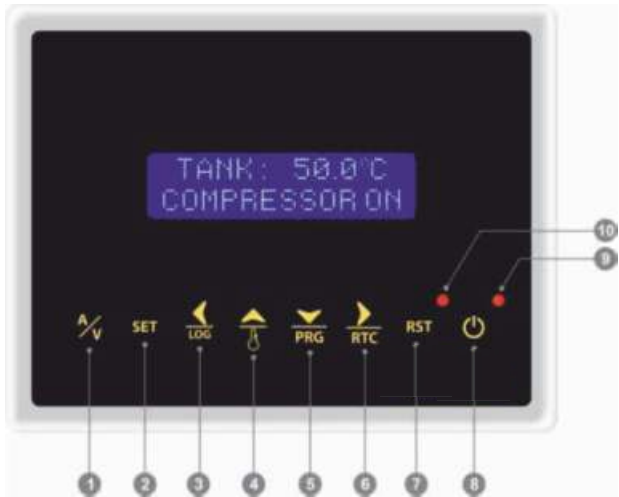 TANK: 50.0°C
COMPRESSOR ON
10
9
A/V SET LOG PRG RTC RST
1 2 3 4 5 6 7 8